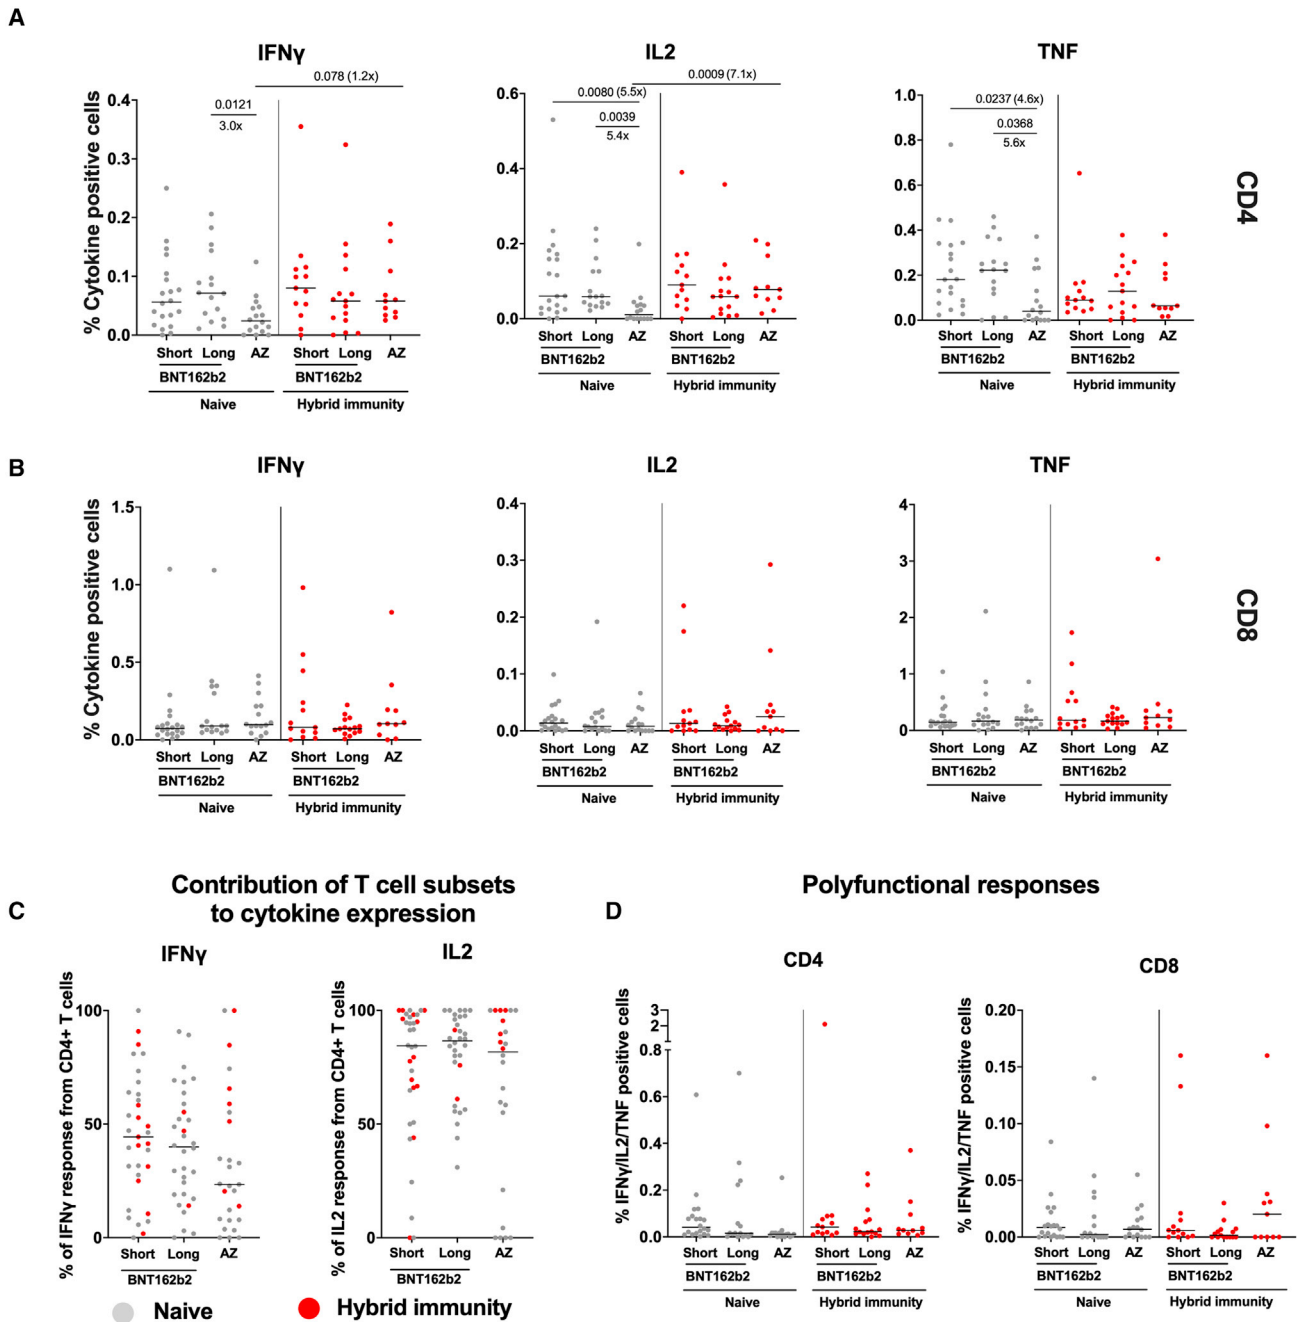 A
IFNγ
IL2
TNF
0.078 (1.2x)
0.0121
3.0x
0.0009 (7.1x)
0.0080 (5.5x)
0.0039
5.4x
0.0237 (4.6x)
0.0368
5.6x
% Cytokine positive cells
0.4
0.3
0.2
0.1
0.0
0.6
0.4
0.2
0.0
1.0
0.8
0.6
0.4
0.2
0.0
CD4
Short Long AZ Short Long AZ
BNT162b2 BNT162b2
Naive Hybrid immunity
Short Long AZ Short Long AZ
BNT162b2 BNT162b2
Naive Hybrid immunity
Short Long AZ Short Long AZ
BNT162b2 BNT162b2
Naive Hybrid immunity
B
IFNγ
IL2
TNF
% Cytokine positive cells
1.5
1.0
0.5
0.0
0.4
0.3
0.2
0.1
0.0
4
3
2
1
0
CD8
Short Long AZ Short Long AZ
BNT162b2 BNT162b2
Naive Hybrid immunity
Short Long AZ Short Long AZ
BNT162b2 BNT162b2
Naive Hybrid immunity
Short Long AZ Short Long AZ
BNT162b2 BNT162b2
Naive Hybrid immunity
Contribution of T cell subsets
to cytokine expression
C
IFNγ
IL2
% of IFNγ response from CD4+ T cells
100
50
0
Short Long AZ
BNT162b2
% of IL2 response from CD4+ T cells
100
50
0
Short Long AZ
BNT162b2
Naive
Hybrid immunity
Polyfunctional responses
D
CD4
CD8
% IFNγ/IL2/TNF positive cells
3
2
1
0.8
0.6
0.4
0.2
0.0
Short Long AZ Short Long AZ
BNT162b2 BNT162b2
Naive Hybrid immunity
% IFNγ/IL2/TNF positive cells
0.20
0.15
0.10
0.05
0.00
Short Long AZ Short Long AZ
BNT162b2 BNT162b2
Naive Hybrid immunity